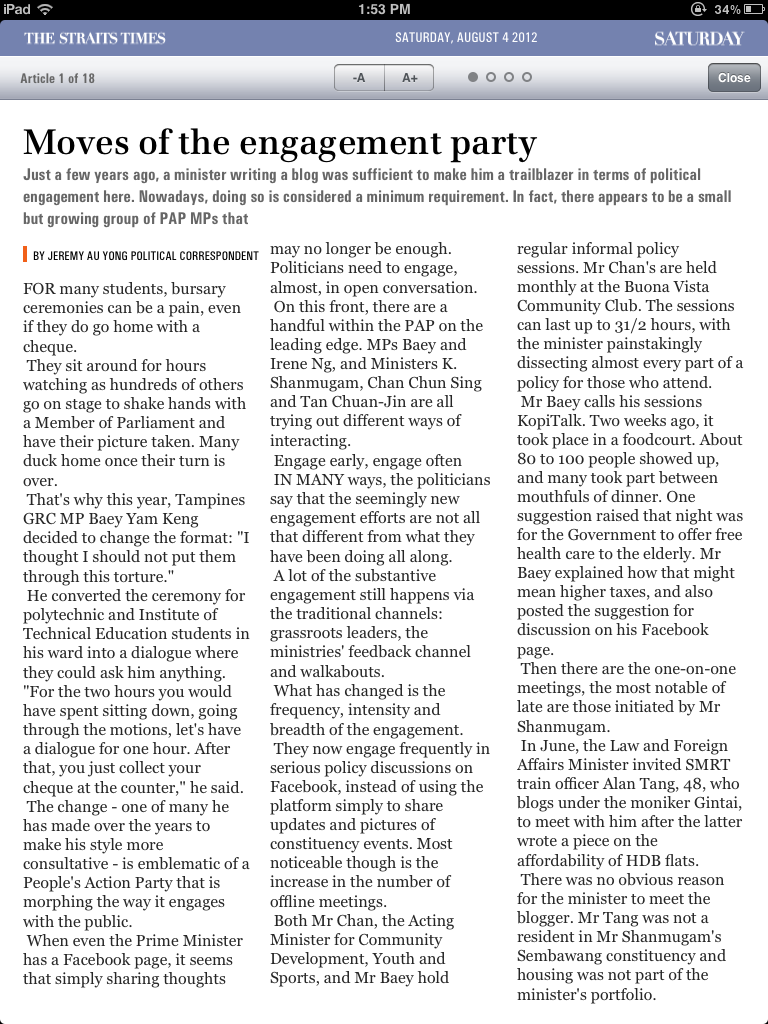 iPad
1:53 PM
34%
THE STRAITS TIMES
SATURDAY, AUGUST 4 2012
SATURDAY
Article 1 of 18
-A
A+
Close
Moves of the engagement party
Just a few years ago, a minister writing a blog was sufficient to make him a trailblazer in terms of political
engagement here. Nowadays, doing so is considered a minimum requirement. In fact, there appears to be a small
but growing group of PAP MPs that
BY JEREMY AU YONG POLITICAL CORRESPONDENT
FOR many students, bursary
ceremonies can be a pain, even
if they do go home with a
cheque.
They sit around for hours
watching as hundreds of others
go on stage to shake hands with
a Member of Parliament and
have their picture taken. Many
duck home once their turn is
over.
That's why this year, Tampines
GRC MP Baey Yam Keng
decided to change the format: "I
thought I should not put them
through this torture."
He converted the ceremony for
polytechnic and Institute of
Technical Education students in
his ward into a dialogue where
they could ask him anything.
"For the two hours you would
have spent sitting down, going
through the motions, let's have
a dialogue for one hour. After
that, you just collect your
cheque at the counter," he said.
The change - one of many he
has made over the years to
make his style more
consultative - is emblematic of a
People's Action Party that is
morphing the way it engages
with the public.
When even the Prime Minister
has a Facebook page, it seems
that simply sharing thoughts
may no longer be enough.
Politicians need to engage,
almost, in open conversation.
On this front, there are a
handful within the PAP on the
leading edge. MPs Baey and
Irene Ng, and Ministers K.
Shanmugam, Chan Chun Sing
and Tan Chuan-Jin are all
trying out different ways of
interacting.
Engage early, engage often
IN MANY ways, the politicians
say that the seemingly new
engagement efforts are not all
that different from what they
have been doing all along.
A lot of the substantive
engagement still happens via
the traditional channels:
grassroots leaders, the
ministries' feedback channel
and walkabouts.
What has changed is the
frequency, intensity and
breadth of the engagement.
They now engage frequently in
serious policy discussions on
Facebook, instead of using the
platform simply to share
updates and pictures of
constituency events. Most
noticeable though is the
increase in the number of
offline meetings.
Both Mr Chan, the Acting
Minister for Community
Development, Youth and
Sports, and Mr Baey hold
regular informal policy
sessions. Mr Chan's are held
monthly at the Buona Vista
Community Club. The sessions
can last up to 31/2 hours, with
the minister painstakingly
dissecting almost every part of a
policy for those who attend.
Mr Baey calls his sessions
KopiTalk. Two weeks ago, it
took place in a foodcourt. About
80 to 100 people showed up,
and many took part between
mouthfuls of dinner. One
suggestion raised that night was
for the Government to offer free
health care to the elderly. Mr
Baey explained how that might
mean higher taxes, and also
posted the suggestion for
discussion on his Facebook
page.
Then there are the one-on-one
meetings, the most notable of
late are those initiated by Mr
Shanmugam.
In June, the Law and Foreign
Affairs Minister invited SMRT
train officer Alan Tang, 48, who
blogs under the moniker Gintai,
to meet with him after the latter
wrote a piece on the
affordability of HDB flats.
There was no obvious reason
for the minister to meet the
blogger. Mr Tang was not a
resident in Mr Shanmugam's
Sembawang constituency and
housing was not part of the
minister's portfolio.